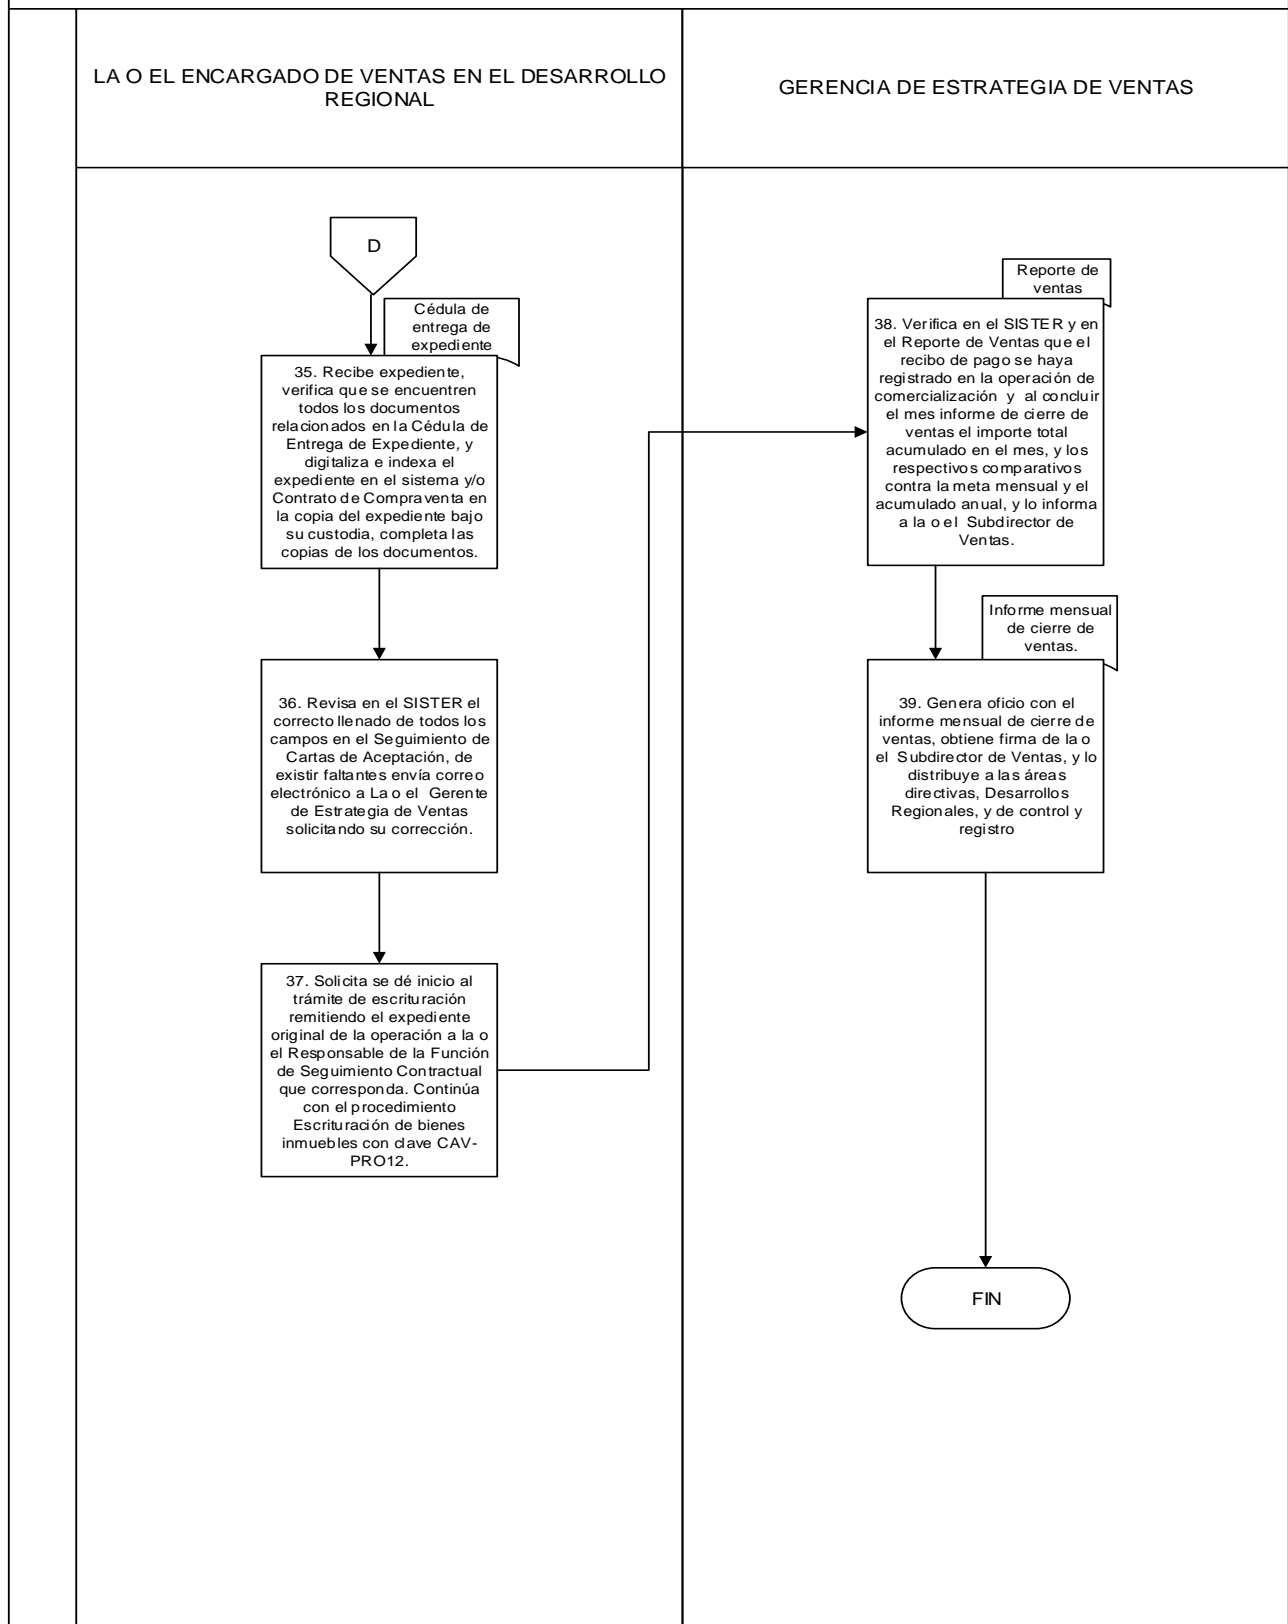 LA O EL ENCARGADO DE VENTAS EN EL DESARROLLO
REGIONAL
GERENCIA DE ESTRATEGIA DE VENTAS
D
Cédula de
entrega de
expediente
35. Recibe expediente,
verifica que se encuentren
todos los documentos
relacionados en la Cédula de
Entrega de Expediente, y
digitaliza e indexa el
expediente en el sistema y/o
Contrato de Compraventa en
la copia del expediente bajo
su custodia, completa las
copias de los documentos.
36. Revisa en el SISTER el
correcto llenado de todos los
campos en el Seguimiento de
Cartas de Aceptación, de
existir faltantes envía correo
electrónico a La o el Gerente
de Estrategia de Ventas
solicitando su corrección.
37. Solicita se dé inicio al
trámite de escrituración
remitiendo el expediente
original de la operación a la o
el Responsable de la Función
de Seguimiento Contractual
que corresponda. Continúa
con el procedimiento
Escrituración de bienes
inmuebles con clave CAV-
PRO12.
Reporte de
ventas
38. Verifica en el SISTER y en
el Reporte de Ventas que el
recibo de pago se haya
registrado en la operación de
comercialización y al concluir
el mes informe de cierre de
ventas el importe total
acumulado en el mes, y los
respectivos comparativos
contra la meta mensual y el
acumulado anual, y lo informa
a la o el Subdirector de
Ventas.
Informe mensual
de cierre de
ventas.
39. Genera oficio con el
informe mensual de cierre de
ventas, obtiene firma de la o
el Subdirector de Ventas, y lo
distribuye a las áreas
directivas, Desarrollos
Regionales, y de control y
registro
FIN